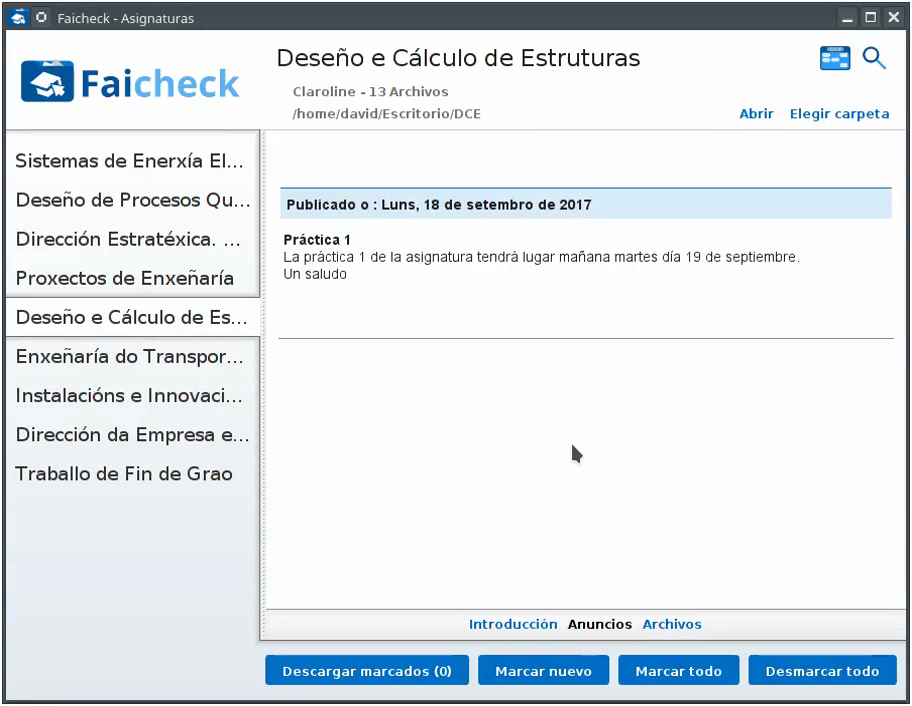 Faicheck - Asignaturas
Faicheck
Deseño e Cálculo de Estruturas
Claroline - 13 Archivos
/home/david/Escritorio/DCE
Abrir
Elegir carpeta
Sistemas de Enerxía El...
Deseño de Procesos Qu...
Dirección Estratéxica. ...
Proxectos de Enxeñaría
Deseño e Cálculo de Es...
Enxeñaría do Transpor...
Instalacións e Innovaci...
Dirección da Empresa e...
Traballo de Fin de Grao
Publicado o : Luns, 18 de setembro de 2017
Práctica 1
La práctica 1 de la asignatura tendrá lugar mañana martes día 19 de septiembre.
Un saludo
Introducción Anuncios Archivos
Descargar marcados (0)
Marcar nuevo
Marcar todo
Desmarcar todo